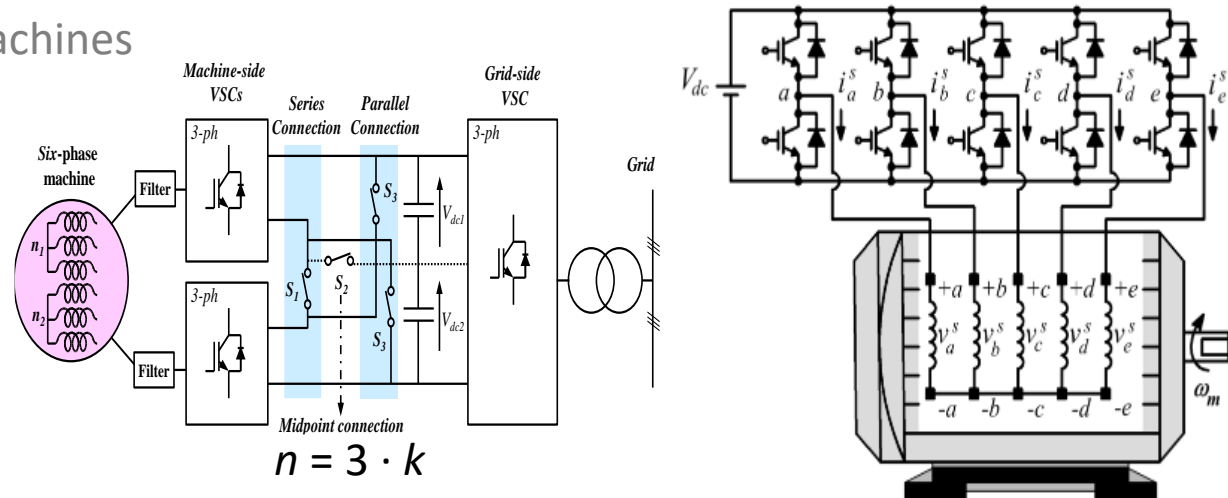 achines
Machine-side
VSCs
Series
Connection
Parallel
Connection
Grid-side
VSC
Six-phase
machine
Filter
3-ph
3-ph
3-ph
Grid
n1
n2
S3
S2
S1
S3
Vdc1
Vdc2
Filter
Midpoint connection
n = 3 · k
Vdc
a
i_a^s
b
i_b^s
c
i_c^s
d
i_d^s
e
i_e^s
+a
+b
+c
+d
+e
v_a^s
v_b^s
v_c^s
v_d^s
v_e^s
-a
-b
-c
-d
-e
ω_m